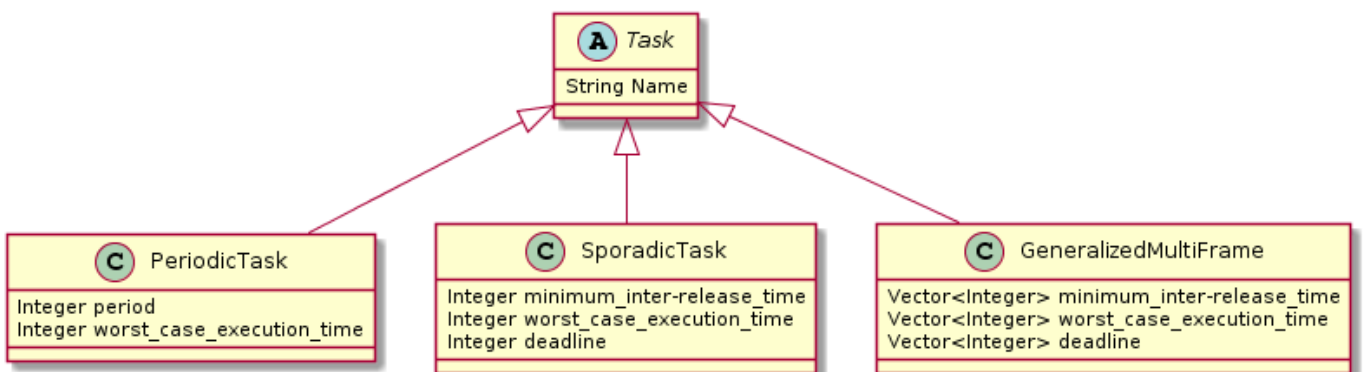 A Task
String Name
C PeriodicTask
Integer period
Integer worst_case_execution_time
C SporadicTask
Integer minimum_inter-release_time
Integer worst_case_execution_time
Integer deadline
C GeneralizedMultiFrame
Vector<Integer> minimum_inter-release_time
Vector<Integer> worst_case_execution_time
Vector<Integer> deadline